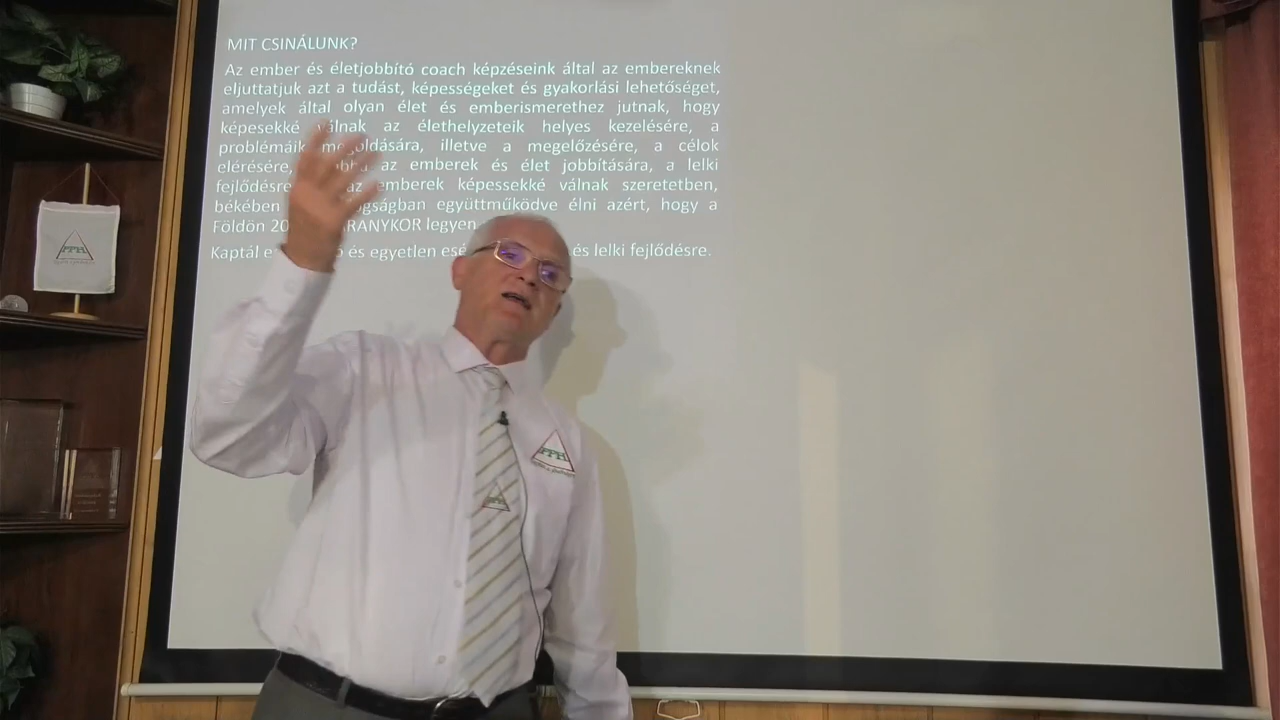 MIT CSINÁLUNK?
Az ember és életjobbító coach képzéseink által az embereknek
eljuttatjuk azt a tudást, képességeket és gyakorlási lehetőséget,
amelyek által olyan élet és emberismerethez jutnak, hogy
képesekké válnak az élethelyzeteik helyes kezelésére, a
problémáik megoldására, illetve a megelőzésére, a célok
elérésére, az emberek és élet jobbítására, a lelki
fejlődésre az emberek képessekké válnak szeretetben,
békében együttműködve élni azért, hogy a
Földön 20 ARANYKOR legyen
Kaptál e és egyetlen és lelki fejlődésre.